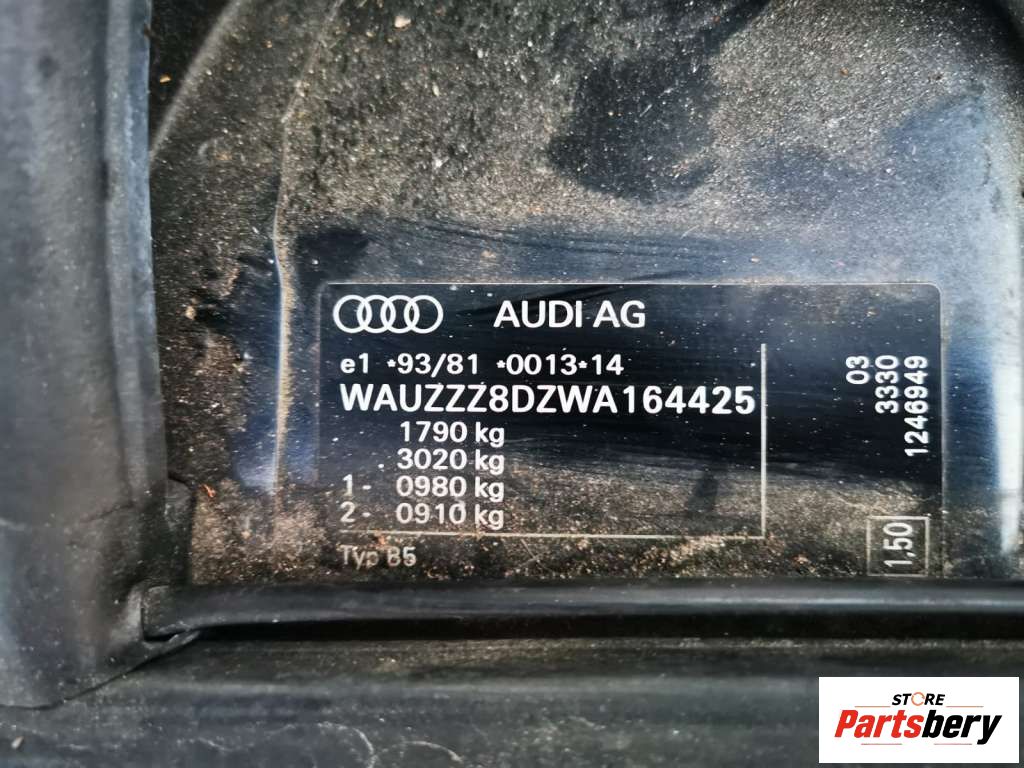 AUDI AG
e1 *93/81 *0013*14
WAUZZZ8DZWA164425
1790 kg
3020 kg
1- 0980 kg
2- 0910 kg
Typ B5
03
3330
1246949
1.50
STORE
Partsbery